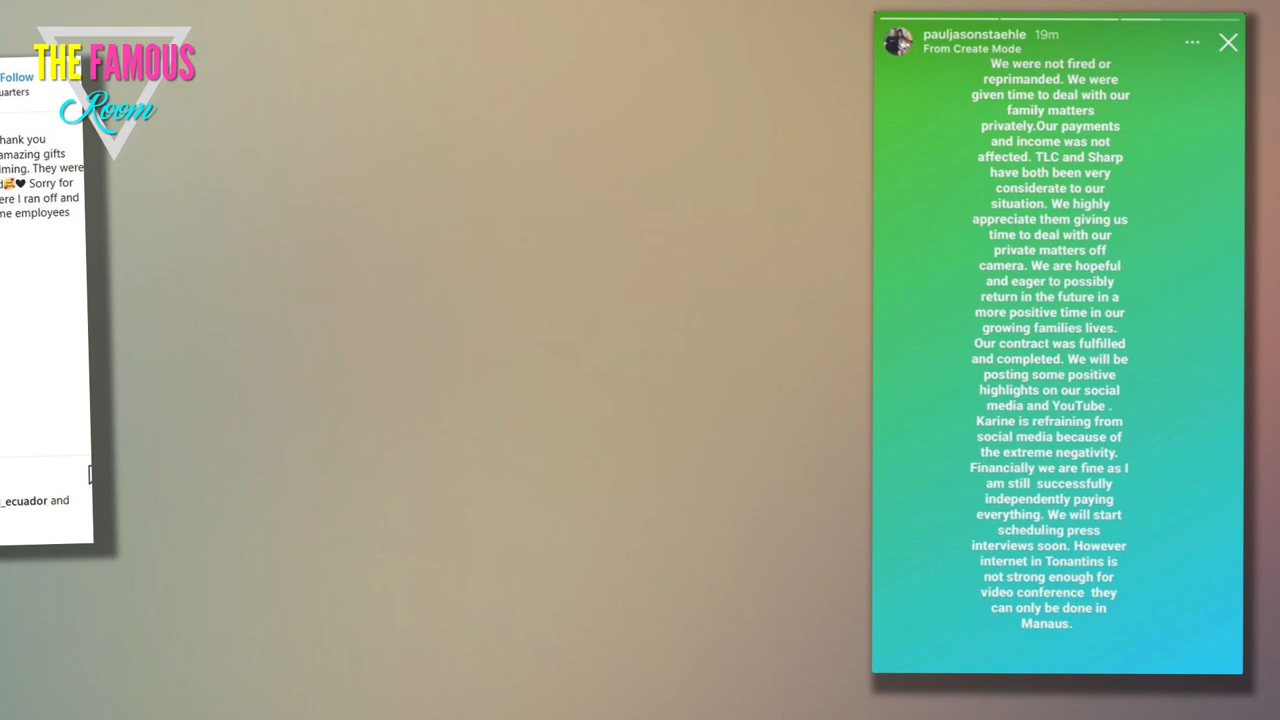 THE FAMOUS
Room
Follow
uarters
hank you
amazing gifts
lming. They were
d🥰🖤 Sorry for
ere I ran off and
me employees
_ecuador and
pauljasonstaehle 19m
From Create Mode
We were not fired or
reprimanded. We were
given time to deal with our
family matters
privately.Our payments
and income was not
affected. TLC and Sharp
have both been very
considerate to our
situation. We highly
appreciate them giving us
time to deal with our
private matters off
camera. We are hopeful
and eager to possibly
return in the future in a
more positive time in our
growing families lives.
Our contract was fulfilled
and completed. We will be
posting some positive
highlights on our social
media and YouTube .
Karine is refraining from
social media because of
the extreme negativity.
Financially we are fine as I
am still successfully
independently paying
everything. We will start
scheduling press
interviews soon. However
internet in Tonantins is
not strong enough for
video conference they
can only be done in
Manaus.